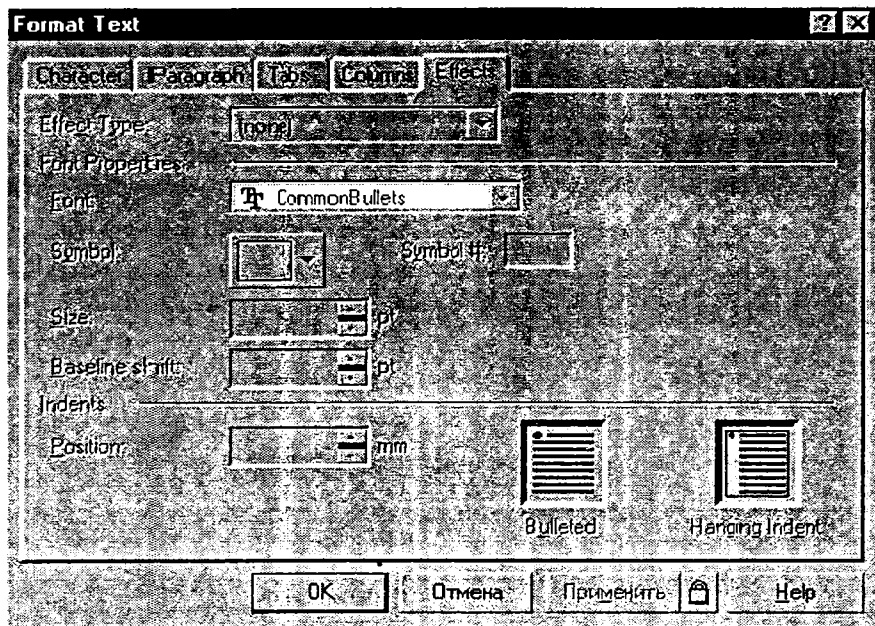 Format Text
Character Paragraph Tabs Columns Effects
Effect Type: (none)
Font Properties:
Font: CommonBullets
Symbol: Symbol #:
Size: pt
Baseline shift: pt
Indents
Position: mm
Bulleted Hanging Indent
OK Отмена Применить Help